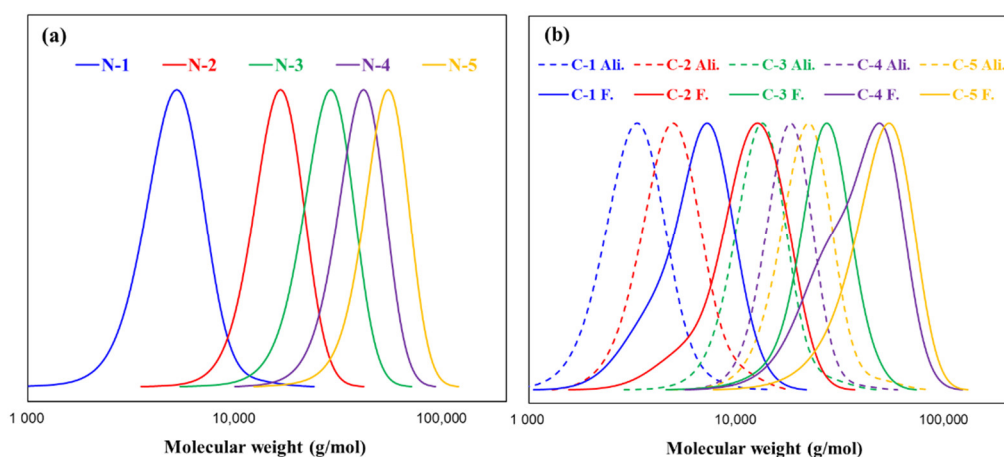 (a)
N-1 N-2 N-3 N-4 N-5
1 000 10,000 100,000
Molecular weight (g/mol)
(b)
C-1 Ali. C-2 Ali. C-3 Ali. C-4 Ali. C-5 Ali.
C-1 F. C-2 F. C-3 F. C-4 F. C-5 F.
1 000 10,000 100,000
Molecular weight (g/mol)